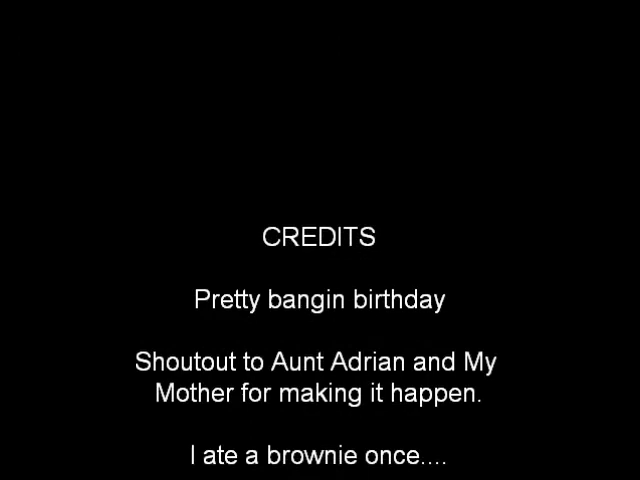 CREDITS
Pretty bangin birthday
Shoutout to Aunt Adrian and My
Mother for making it happen.
I ate a brownie once....